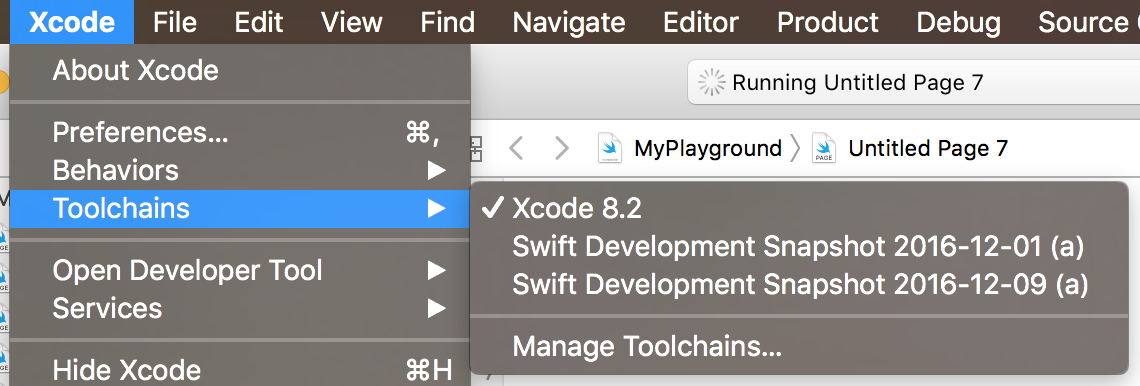 Xcode File Edit View Find Navigate Editor Product Debug Source
About Xcode
Running Untitled Page 7
Preferences... ⌘,
MyPlayground Untitled Page 7
PAGE
Behaviors
Toolchains
✓ Xcode 8.2
Swift Development Snapshot 2016-12-01 (a)
Open Developer Tool
Swift Development Snapshot 2016-12-09 (a)
Services
Manage Toolchains...
Hide Xcode ⌘H